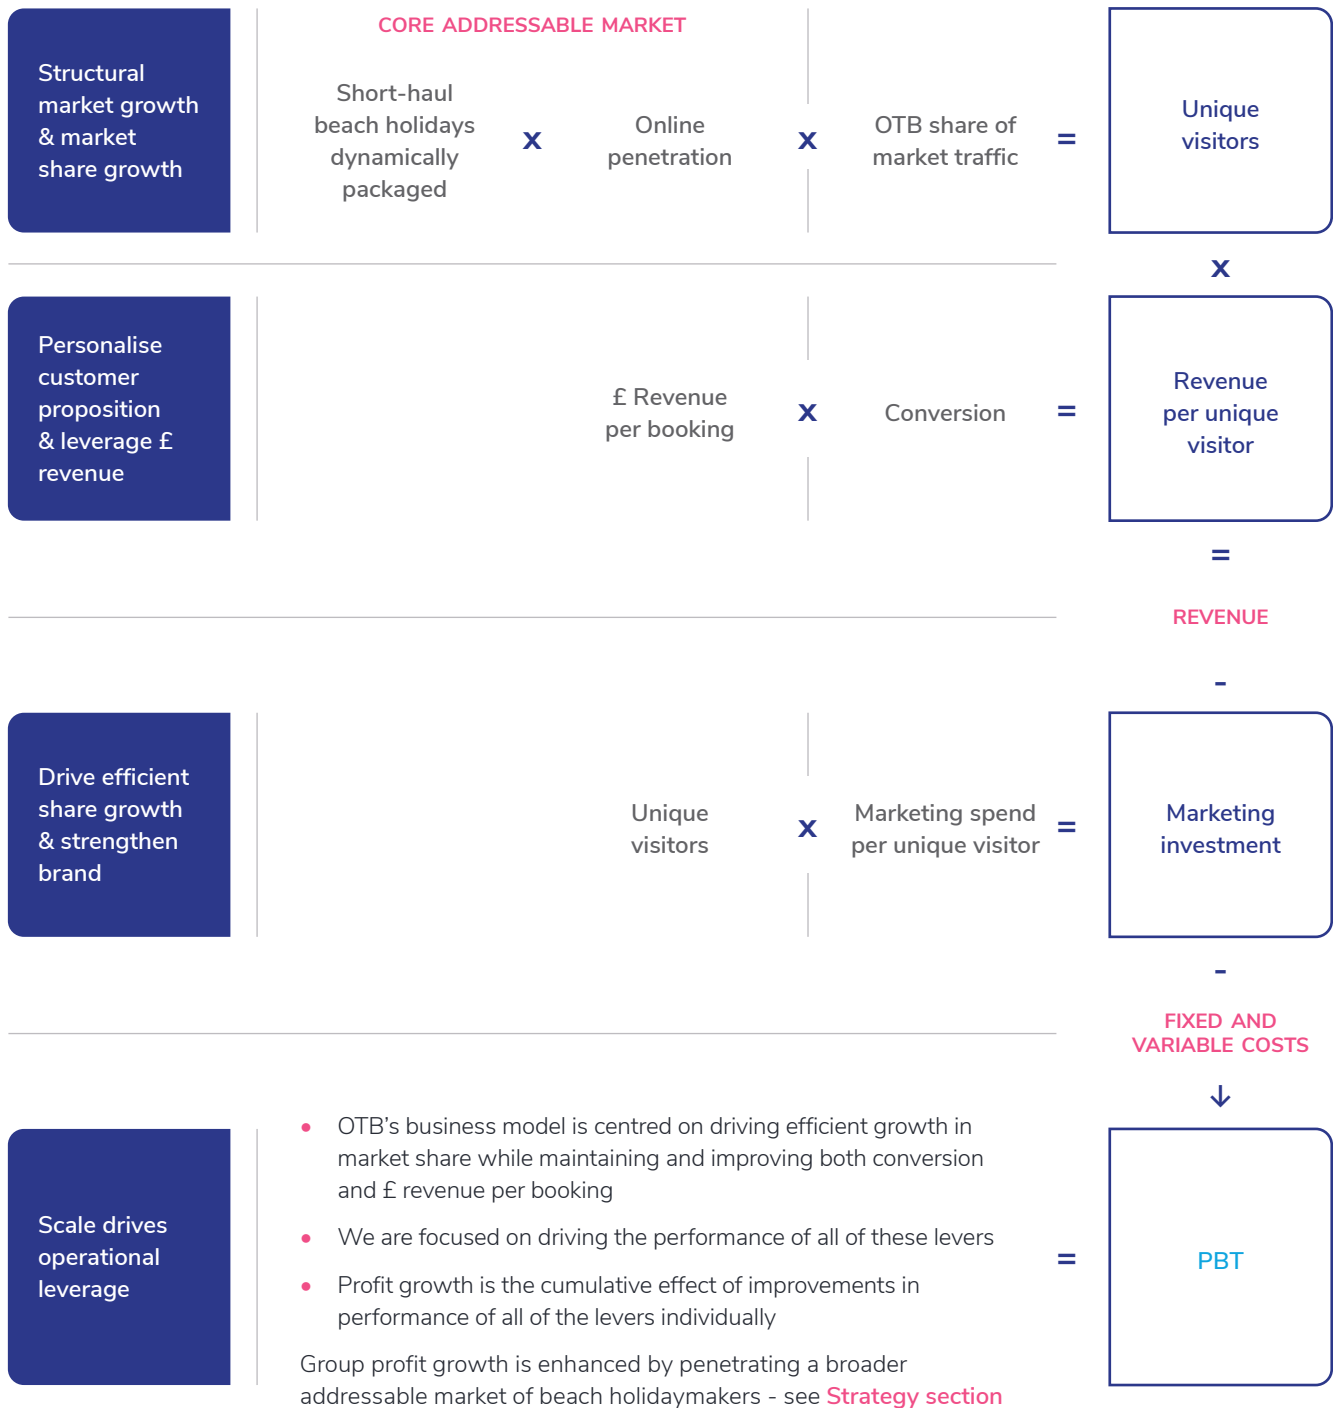 CORE ADDRESSABLE MARKET
Structural
market growth
& market
share growth
Short-haul
beach holidays
dynamically
packaged
x
Online
penetration
x
OTB share of
market traffic
=
Unique
visitors
x
Personalise
customer
proposition
& leverage £
revenue
£ Revenue
per booking
x
Conversion
=
Revenue
per unique
visitor
=
REVENUE
-
Drive efficient
share growth
& strengthen
brand
Unique
visitors
x
Marketing spend
per unique visitor
=
Marketing
investment
-
FIXED AND
VARIABLE COSTS
↓
Scale drives
operational
leverage
• OTB's business model is centred on driving efficient growth in
market share while maintaining and improving both conversion
and £ revenue per booking
• We are focused on driving the performance of all of these levers
• Profit growth is the cumulative effect of improvements in
performance of all of the levers individually
Group profit growth is enhanced by penetrating a broader
addressable market of beach holidaymakers - see Strategy section
=
PBT